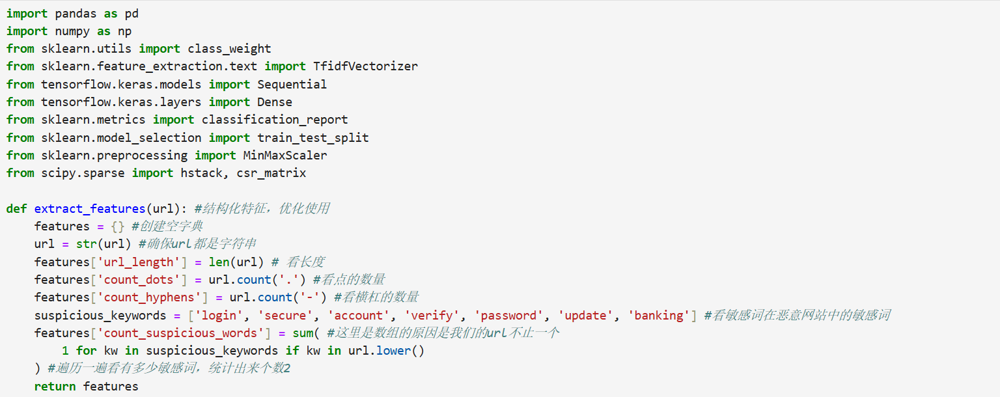 import pandas as pd
import numpy as np
from sklearn.utils import class_weight
from sklearn.feature_extraction.text import TfidfVectorizer
from tensorflow.keras.models import Sequential
from tensorflow.keras.layers import Dense
from sklearn.metrics import classification_report
from sklearn.model_selection import train_test_split
from sklearn.preprocessing import MinMaxScaler
from scipy.sparse import hstack, csr_matrix

def extract_features(url): #结构化特征，优化使用
    features = {} #创建空字典
    url = str(url) #确保url都是字符串
    features['url_length'] = len(url) # 看长度
    features['count_dots'] = url.count('.') #看点的数量
    features['count_hyphens'] = url.count('-') #看横杠的数量
    suspicious_keywords = ['login', 'secure', 'account', 'verify', 'password', 'update', 'banking'] #看敏感词在恶意网站中的敏感词
    features['count_suspicious_words'] = sum( #这里是数组的原因是我们的url不止一个
        1 for kw in suspicious_keywords if kw in url.lower()
    ) #遍历一遍看有多少敏感词，统计出来个数2
    return features